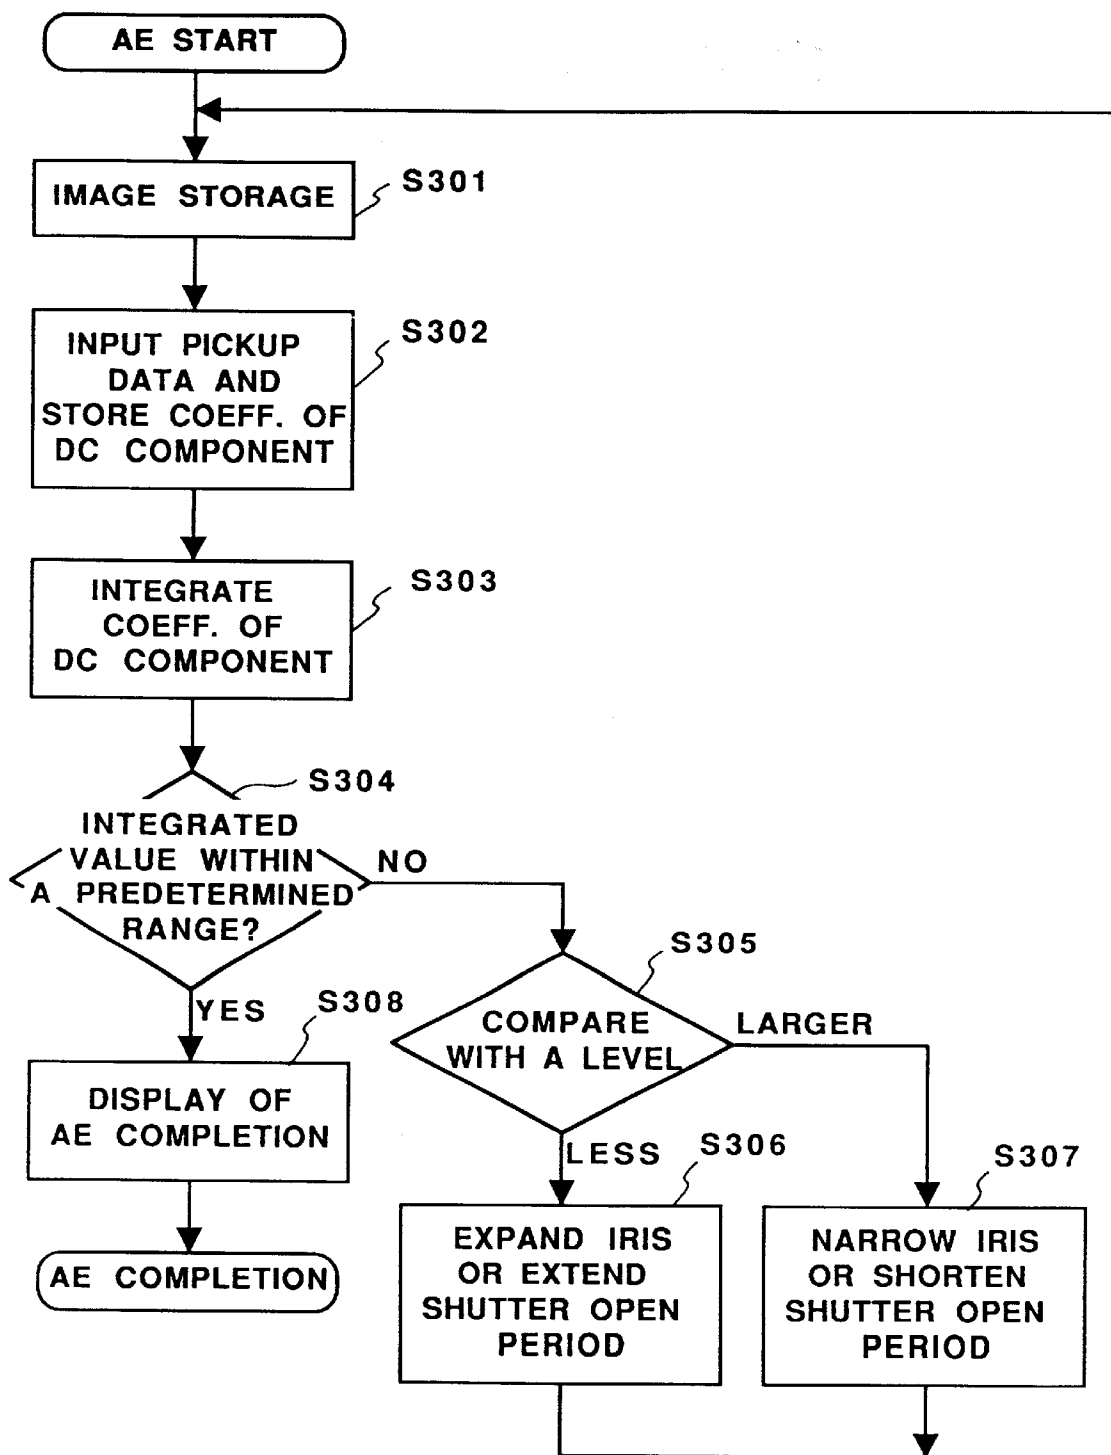 AE START
IMAGE STORAGE
S301
INPUT PICKUP
DATA AND
STORE COEFF. OF
DC COMPONENT
S302
INTEGRATE
COEFF. OF
DC COMPONENT
S303
S304
INTEGRATED
VALUE WITHIN
A PREDETERMINED
RANGE?
NO
YES
S305
COMPARE
WITH A LEVEL
LARGER
LESS
S308
DISPLAY OF
AE COMPLETION
AE COMPLETION
S306
EXPAND IRIS
OR EXTEND
SHUTTER OPEN
PERIOD
S307
NARROW IRIS
OR SHORTEN
SHUTTER OPEN
PERIOD